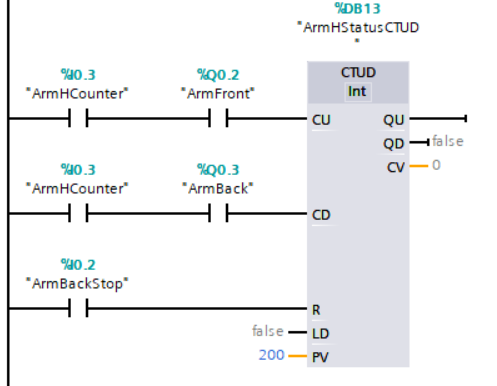 %DB13
"ArmHStatusCTUD
"
%I0.3
"ArmHCounter"
%Q0.2
"ArmFront"
CTUD
Int
CU
QU
QD
false
CV
0
%I0.3
"ArmHCounter"
%Q0.3
"ArmBack"
CD
%I0.2
"ArmBackStop"
R
false
LD
200
PV